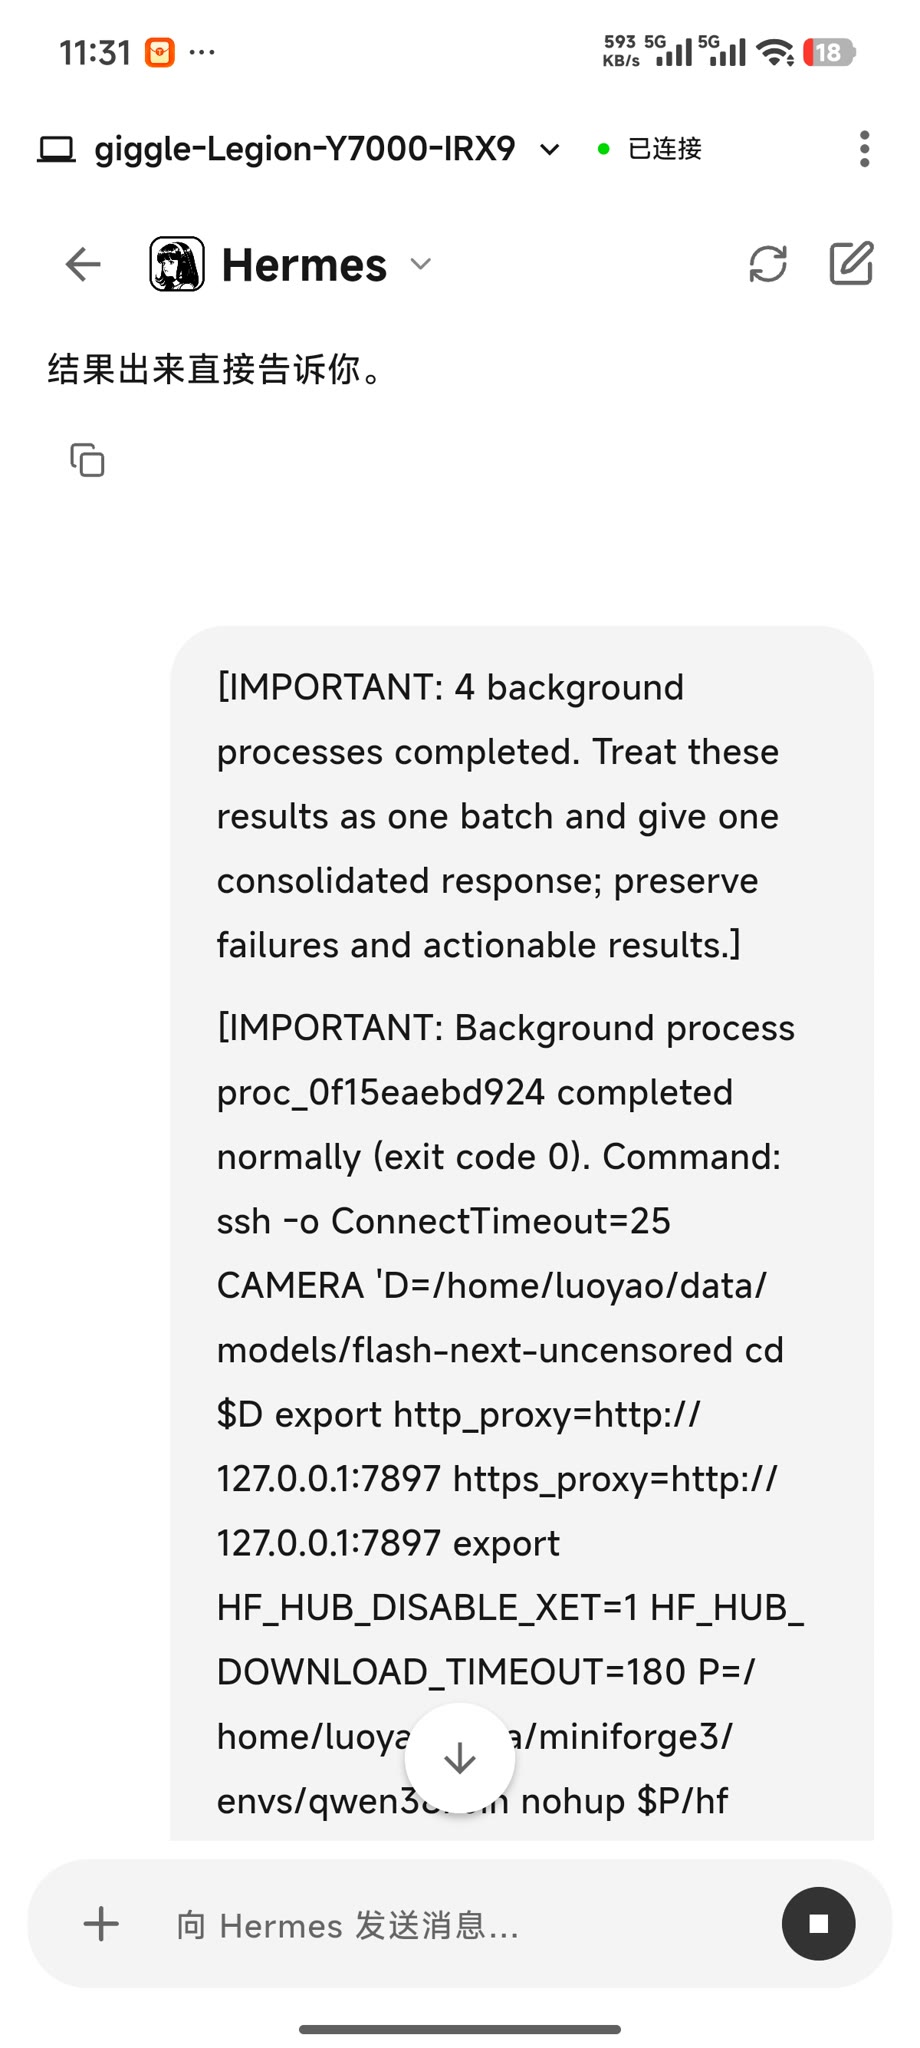 11:31
593 KB/s 5G 5G 18
giggle-Legion-Y7000-IRX9 已连接
Hermes
结果出来直接告诉你。
[IMPORTANT: 4 background
processes completed. Treat these
results as one batch and give one
consolidated response; preserve
failures and actionable results.]
[IMPORTANT: Background process
proc_0f15eaebd924 completed
normally (exit code 0). Command:
ssh -o ConnectTimeout=25
CAMERA 'D=/home/luoyao/data/
models/flash-next-uncensored cd
$D export http_proxy=http://
127.0.0.1:7897 https_proxy=http://
127.0.0.1:7897 export
HF_HUB_DISABLE_XET=1 HF_HUB_
DOWNLOAD_TIMEOUT=180 P=/
/miniforge3/
nohup $P/hf
向 Hermes 发送消息...